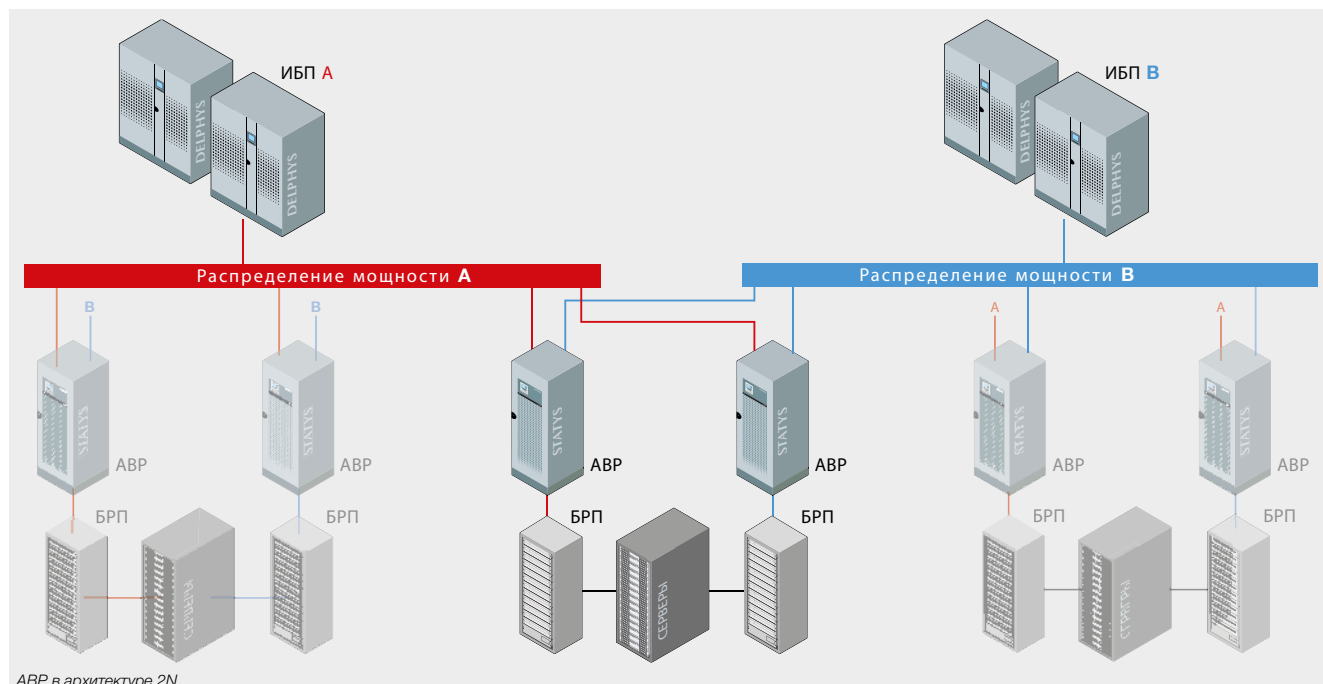 ИБП A
ИБП B
DELPHYS
DELPHYS
DELPHYS
DELPHYS
Распределение мощности A
Распределение мощности B
B
B
A
A
STATYS
STATYS
STATYS
STATYS
STATYS
STATYS
АВР
АВР
АВР
АВР
АВР
АВР
БРП
БРП
БРП
БРП
БРП
БРП
СЕРВЕРЫ
СЕРВЕРЫ
СЕРВЕРЫ
АВР в архитектуре 2N